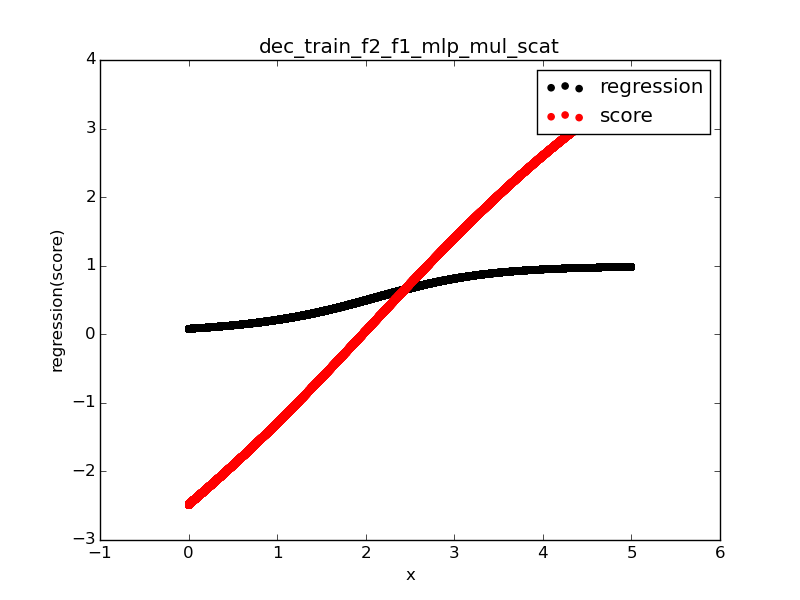 dec_train_f2_f1_mlp_mul_scat
4
3
2
1
0
−1
−2
−3
regression(score)
regression
score
−1 0 1 2 3 4 5 6
x